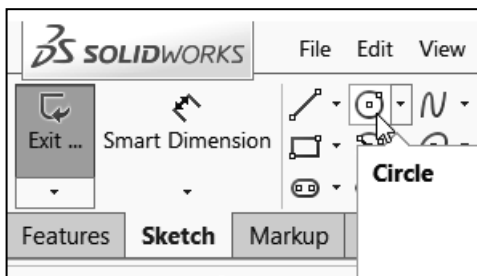 SOLIDWORKS File Edit View
Exit ... Smart Dimension
Circle
Features Sketch Markup